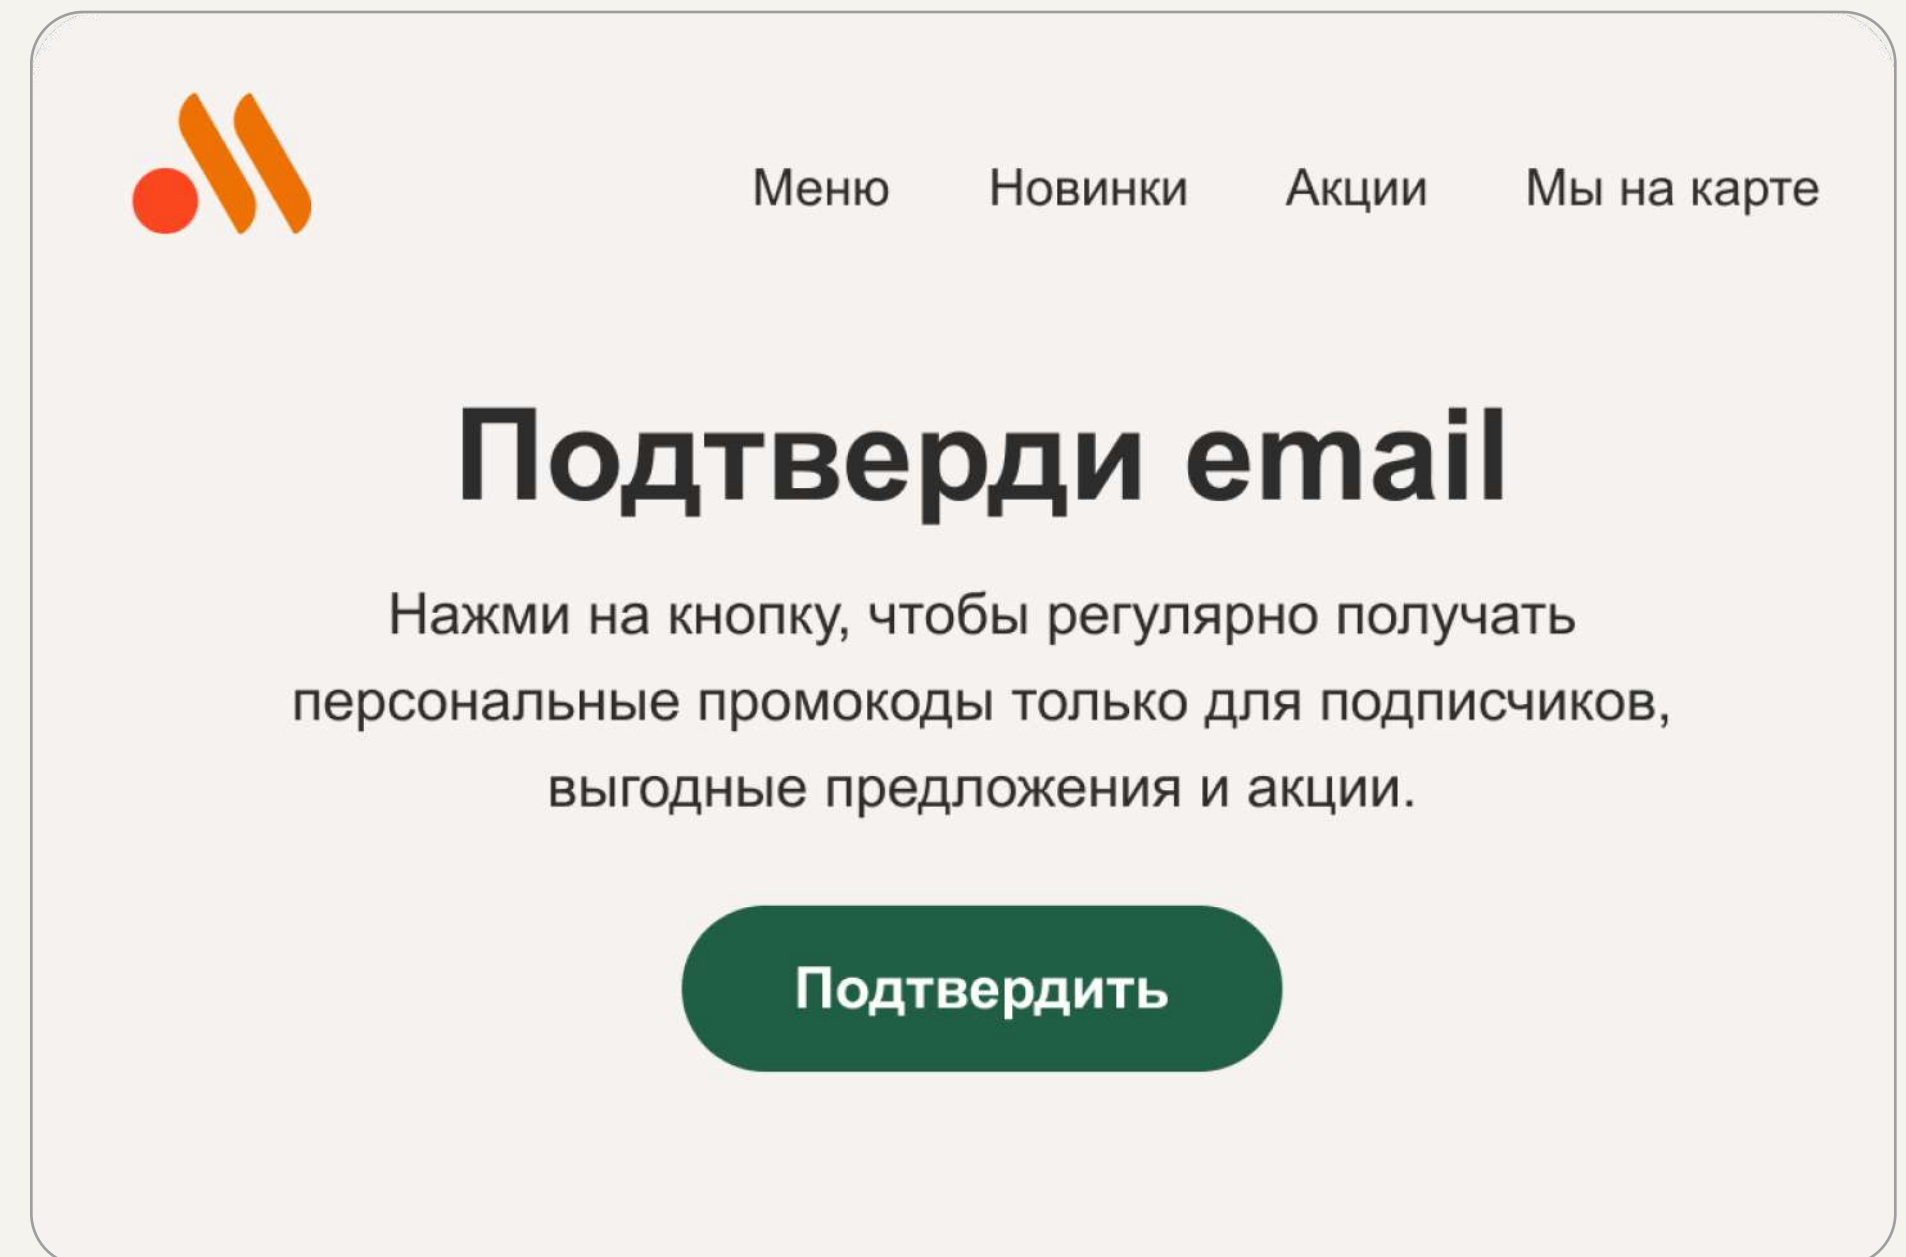 Меню Новинки Акции Мы на карте
Подтверди email
Нажми на кнопку, чтобы регулярно получать
персональные промокоды только для подписчиков,
выгодные предложения и акции.
Подтвердить